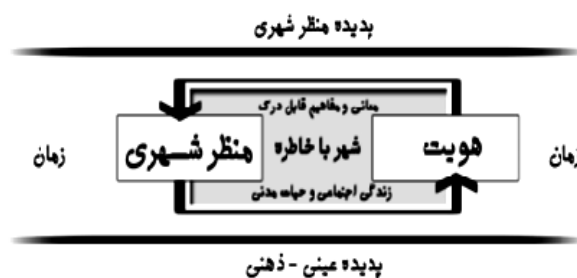 پدیده منظر شهری
معانی و مفاهیم قابل درک
زمان هویت شهر با خاطره منظر شهری زمان
زندگی اجتماعی و حیات مدنی
پدیده عینی - ذهنی